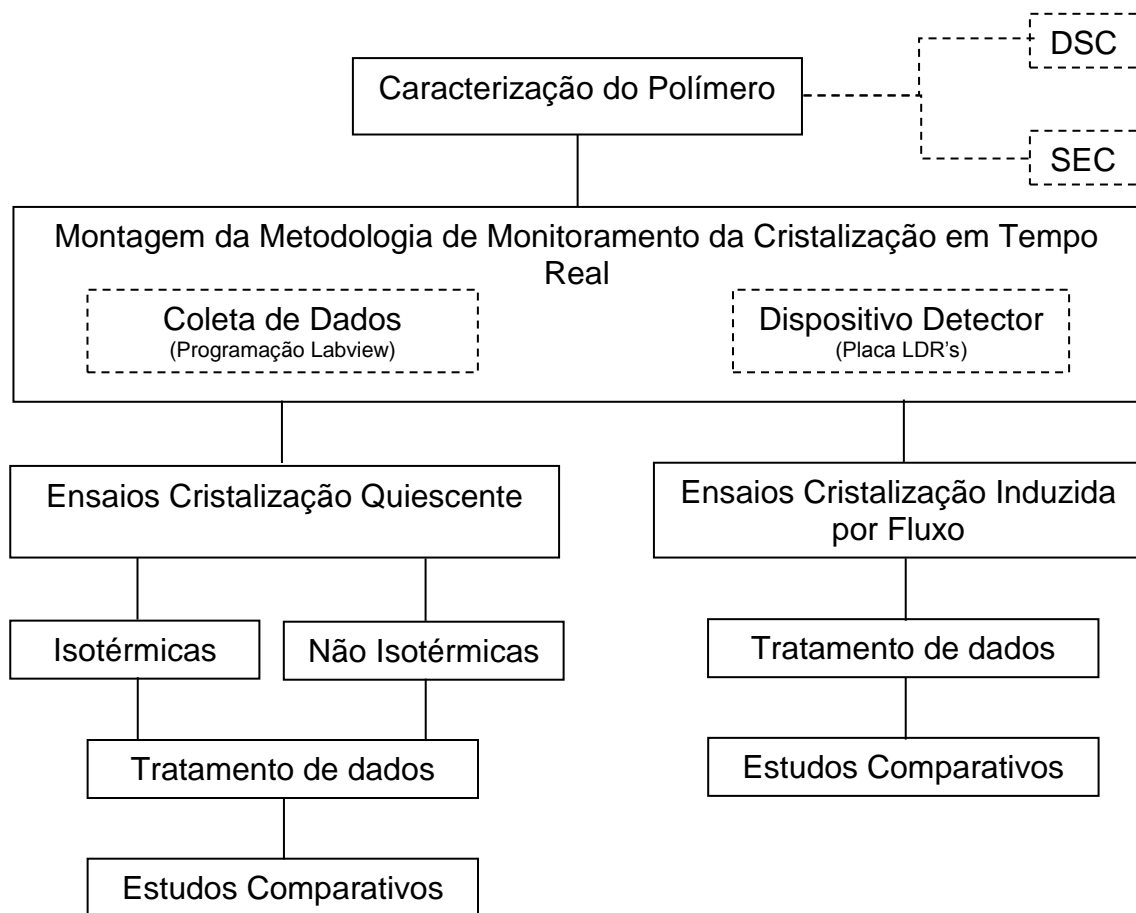 DSC
Caracterização do Polímero
SEC
Montagem da Metodologia de Monitoramento da Cristalização em Tempo
Real
Coleta de Dados
(Programação Labview)
Dispositivo Detector
(Placa LDR's)
Ensaios Cristalização Quiescente
Ensaios Cristalização Induzida
por Fluxo
Isotérmicas
Não Isotérmicas
Tratamento de dados
Tratamento de dados
Estudos Comparativos
Estudos Comparativos